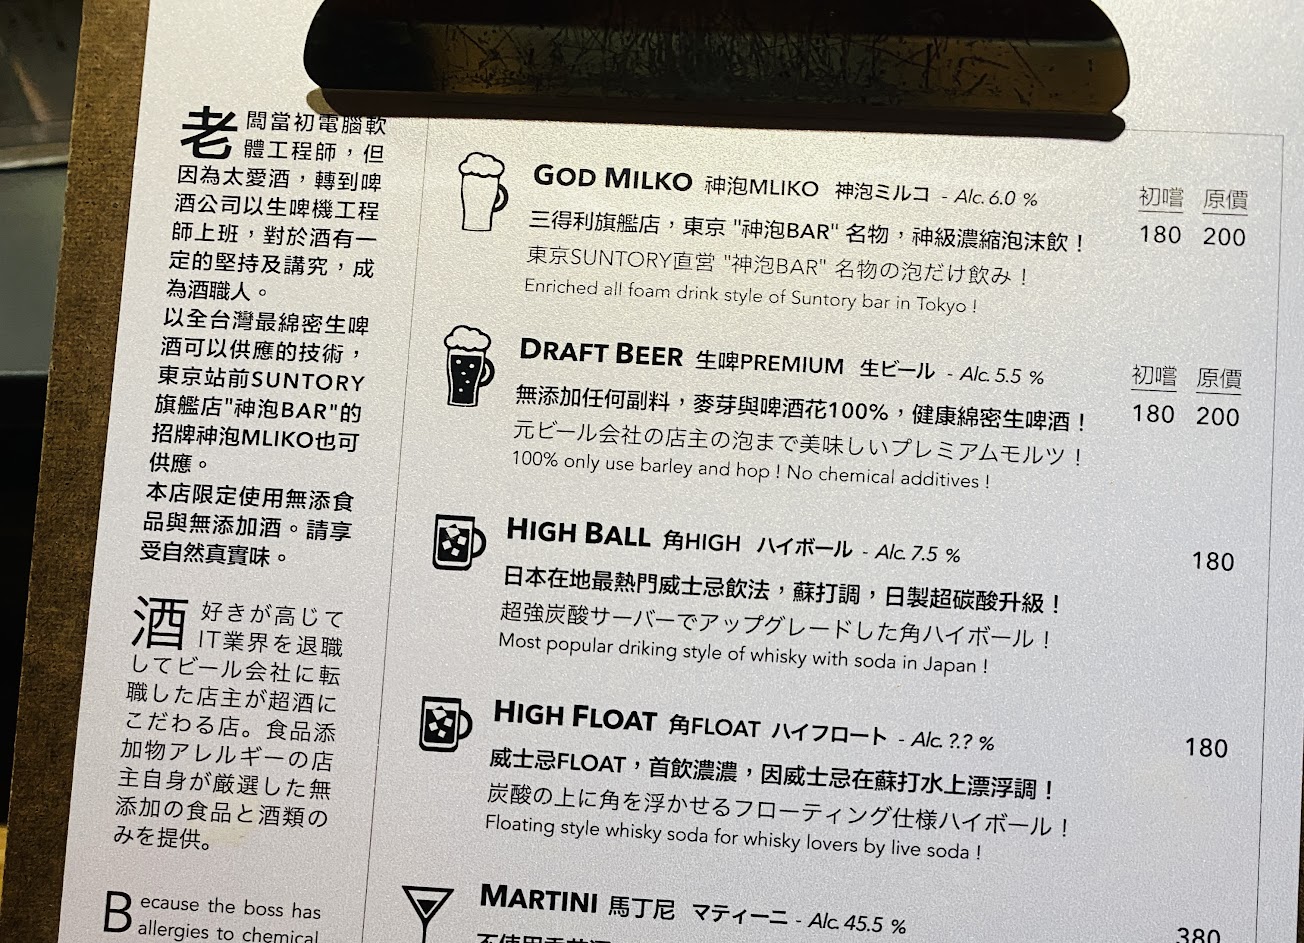 老闆當初電腦軟
體工程師，但
因為太愛酒，轉到啤
酒公司以生啤機工程
師上班，對於酒有一
定的堅持及講究，成
為酒職人。
以全台灣最綿密生啤
酒可以供應的技術，
東京站前SUNTORY
旗艦店"神泡BAR"的
招牌神泡MLIKO也可
供應。
本店限定使用無添食
品與無添加酒。請享
受自然真實味。
酒好きが高じて
IT業界を退職
してビール会社に転
職した店主が超酒に
こだわる店。食品添
加物アレルギーの店
主自身が厳選した無
添加の食品と酒類の
みを提供。
Because the boss has
allergies to chemical
GOD MILKO 神泡MLIKO 神泡ミルコ - Alc. 6.0 %
初嚐 原價
三得利旗艦店，東京 "神泡BAR" 名物，神級濃縮泡沫飲！
180 200
東京SUNTORY直営 "神泡BAR" 名物の泡だけ飲み！
Enriched all foam drink style of Suntory bar in Tokyo !
DRAFT BEER 生啤PREMIUM 生ビール - Alc. 5.5 %
初嚐 原價
無添加任何副料，麥芽與啤酒花100%，健康綿密生啤酒！
180 200
元ビール会社の店主の泡まで美味しいプレミアムモルツ！
100% only use barley and hop ! No chemical additives !
HIGH BALL 角HIGH ハイボール - Alc. 7.5 %
180
日本在地最熱門威士忌飲法，蘇打調，日製超碳酸升級！
超強炭酸サーバーでアップグレードした角ハイボール！
Most popular driking style of whisky with soda in Japan !
HIGH FLOAT 角FLOAT ハイフロート - Alc. ?.? %
180
威士忌FLOAT，首飲濃濃，因威士忌在蘇打水上漂浮調！
炭酸の上に角を浮かせるフローティング仕様ハイボール！
Floating style whisky soda for whisky lovers by live soda !
MARTINI 馬丁尼 マティーニ - Alc. 45.5 %
380